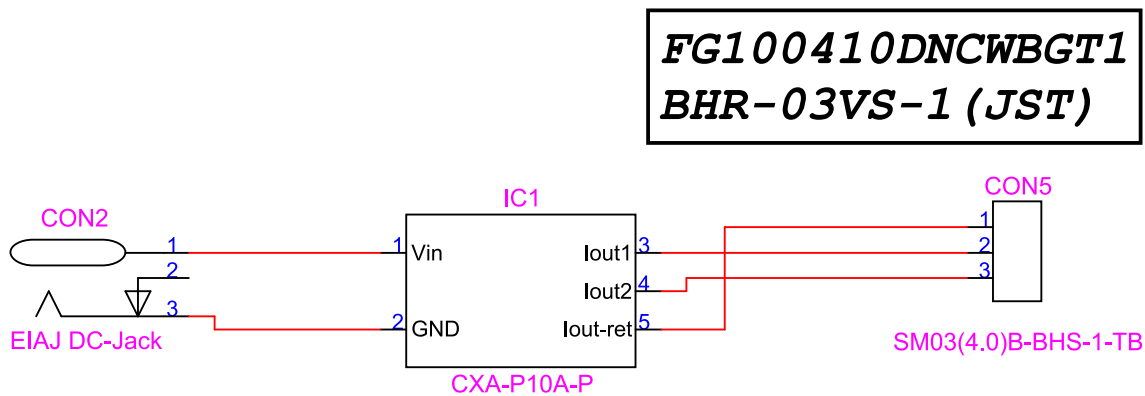 FG100410DNCWBGT1
BHR-03VS-1(JST)
CON2
1
2
3
EIAJ DC-Jack
IC1
1 Vin
2 GND
Iout1 3
Iout2 4
Iout-ret 5
CXA-P10A-P
CON5
1
2
3
SM03(4.0)B-BHS-1-TB